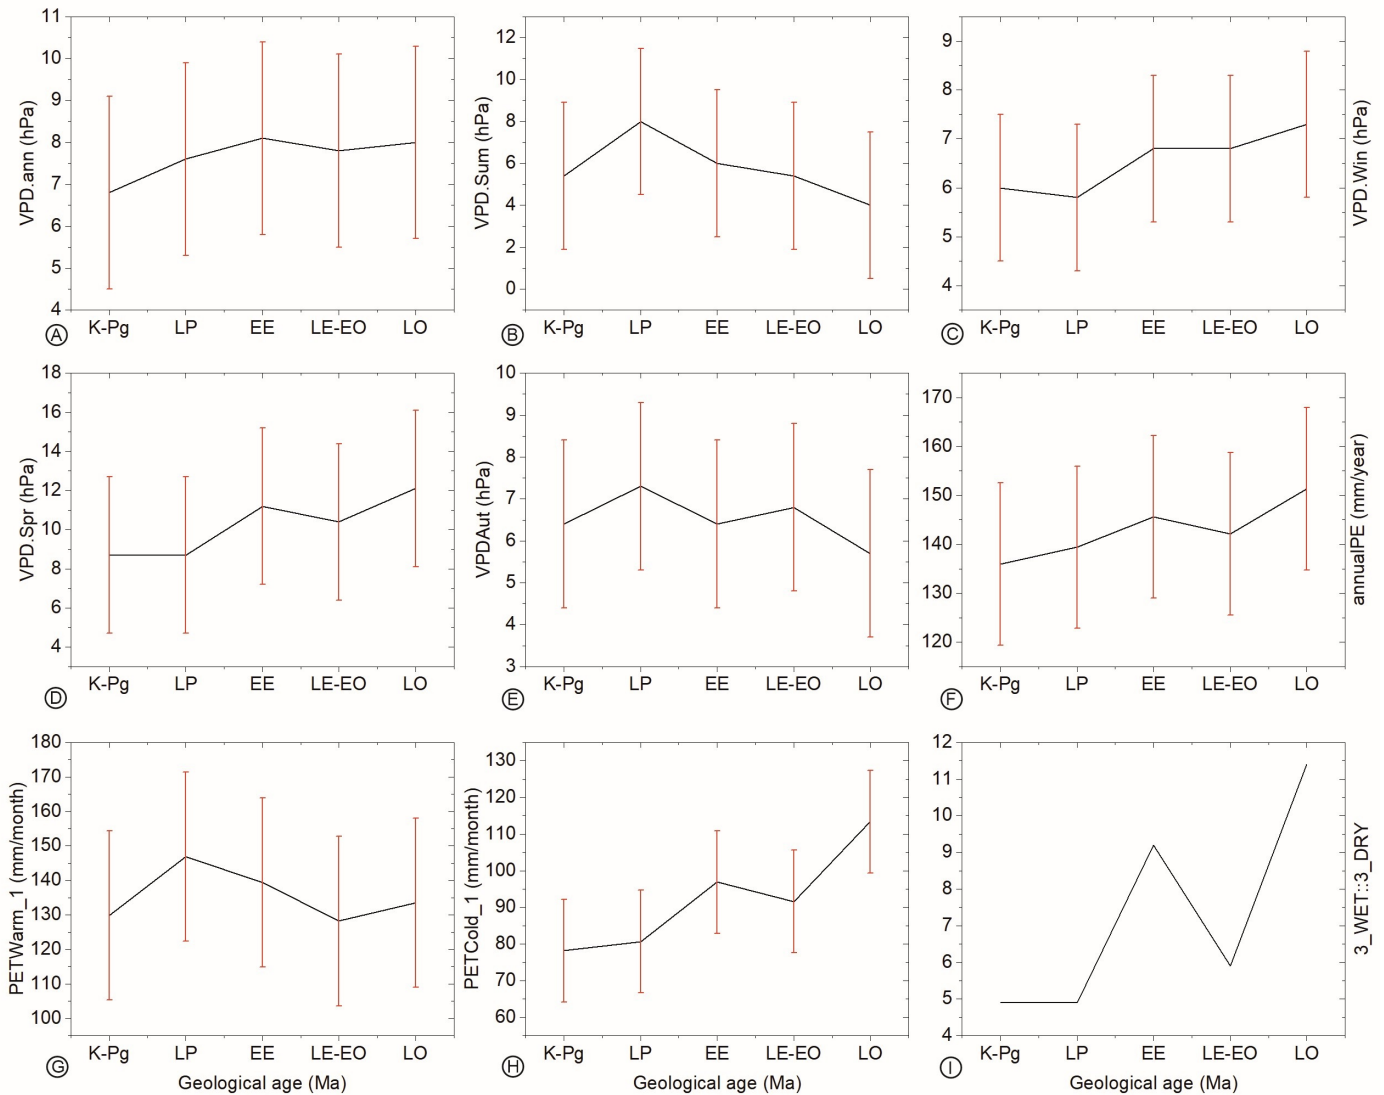 11
10
9
8
7
6
5
4
VPD.ann (hPa)
K-Pg LP EE LE-EO LO
A
12
10
8
6
4
2
0
VPD.Sum (hPa)
K-Pg LP EE LE-EO LO
B
9
8
7
6
5
4
VPD.Win (hPa)
K-Pg LP EE LE-EO LO
C
18
16
14
12
10
8
6
4
VPD.Spr (hPa)
K-Pg LP EE LE-EO LO
D
10
9
8
7
6
5
4
3
VPDAut (hPa)
K-Pg LP EE LE-EO LO
E
170
160
150
140
130
120
annualPE (mm/year)
K-Pg LP EE LE-EO LO
F
180
170
160
150
140
130
120
110
100
PETWarm_1 (mm/month)
K-Pg LP EE LE-EO LO
G
Geological age (Ma)
130
120
110
100
90
80
70
60
PETCold_1 (mm/month)
K-Pg LP EE LE-EO LO
H
Geological age (Ma)
12
11
10
9
8
7
6
5
4
3_WET::3_DRY
K-Pg LP EE LE-EO LO
I
Geological age (Ma)